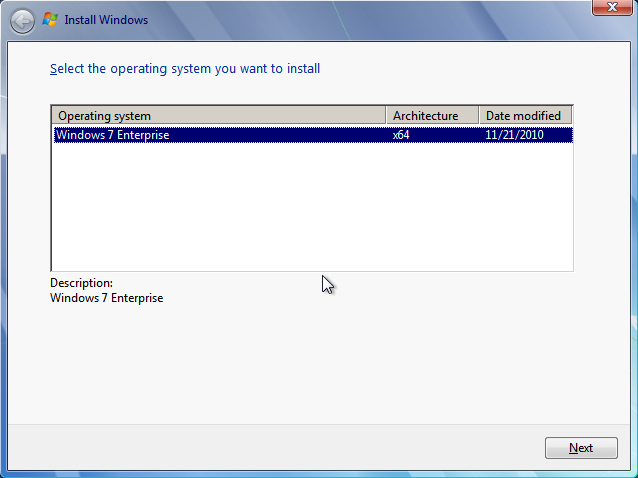 Install Windows
Select the operating system you want to install
Operating system Architecture Date modified
Windows 7 Enterprise x64 11/21/2010
Description:
Windows 7 Enterprise
Next